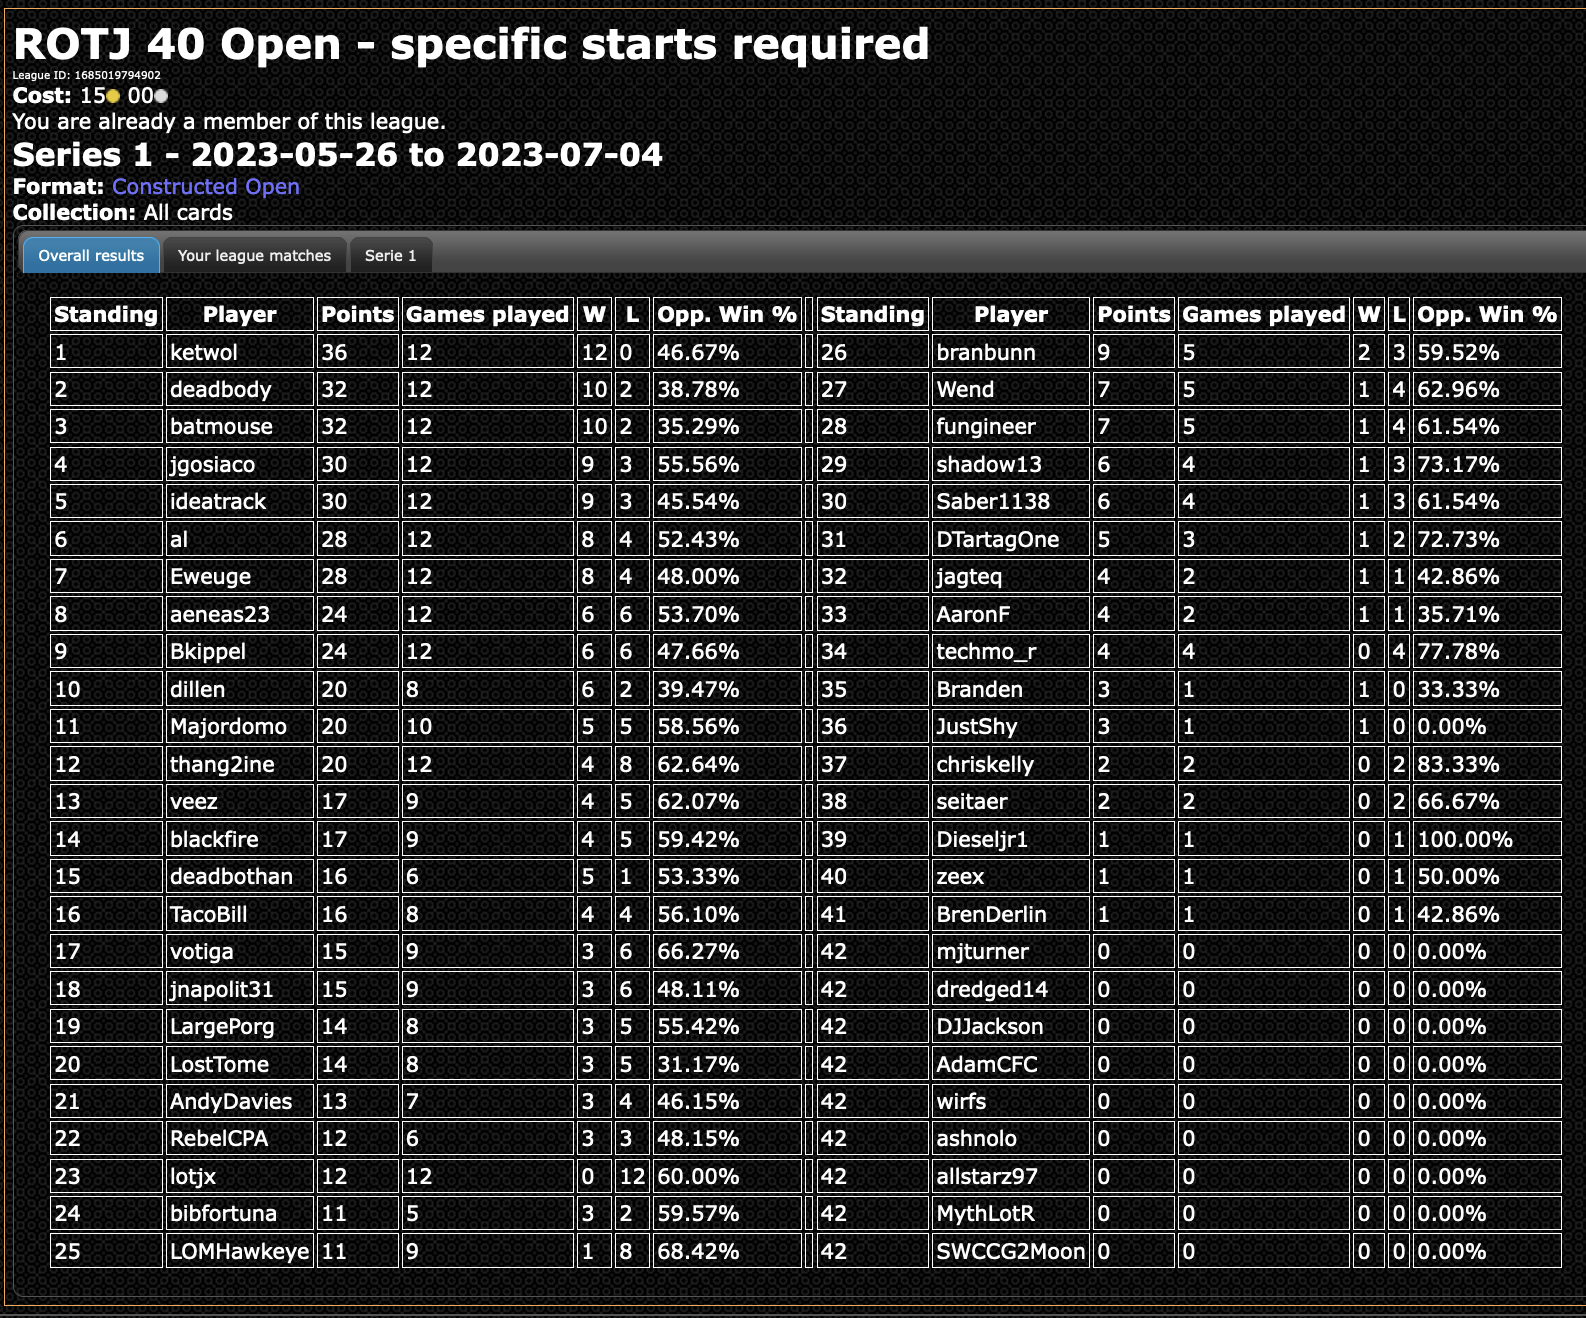 ROTJ 40 Open - specific starts required
League ID: 1685019794902
Cost: 15 00
You are already a member of this league.
Series 1 - 2023-05-26 to 2023-07-04
Format: Constructed Open
Collection: All cards
Overall results Your league matches Serie 1
Standing Player Points Games played W L Opp. Win % Standing Player Points Games played W L Opp. Win %
1 ketwol 36 12 12 0 46.67% 26 branbunn 9 5 2 3 59.52%
2 deadbody 32 12 10 2 38.78% 27 Wend 7 5 1 4 62.96%
3 batmouse 32 12 10 2 35.29% 28 fungineer 7 5 1 4 61.54%
4 jgosiaco 30 12 9 3 55.56% 29 shadow13 6 4 1 3 73.17%
5 ideatrack 30 12 9 3 45.54% 30 Saber1138 6 4 1 3 61.54%
6 al 28 12 8 4 52.43% 31 DTartagOne 5 3 1 2 72.73%
7 Eweuge 28 12 8 4 48.00% 32 jagteq 4 2 1 1 42.86%
8 aeneas23 24 12 6 6 53.70% 33 AaronF 4 2 1 1 35.71%
9 Bkippel 24 12 6 6 47.66% 34 techmo_r 4 4 0 4 77.78%
10 dillen 20 8 6 2 39.47% 35 Branden 3 1 1 0 33.33%
11 Majordomo 20 10 5 5 58.56% 36 JustShy 3 1 1 0 0.00%
12 thang2ine 20 12 4 8 62.64% 37 chriskelly 2 2 0 2 83.33%
13 veez 17 9 4 5 62.07% 38 seitaer 2 2 0 2 66.67%
14 blackfire 17 9 4 5 59.42% 39 Dieseljr1 1 1 0 1 100.00%
15 deadbothan 16 6 5 1 53.33% 40 zeex 1 1 0 1 50.00%
16 TacoBill 16 8 4 4 56.10% 41 BrenDerlin 1 1 0 1 42.86%
17 votiga 15 9 3 6 66.27% 42 mjturner 0 0 0 0 0.00%
18 jnapolit31 15 9 3 6 48.11% 42 dredged14 0 0 0 0 0.00%
19 LargePorg 14 8 3 5 55.42% 42 DJJackson 0 0 0 0 0.00%
20 LostTome 14 8 3 5 31.17% 42 AdamCFC 0 0 0 0 0.00%
21 AndyDavies 13 7 3 4 46.15% 42 wirfs 0 0 0 0 0.00%
22 RebelCPA 12 6 3 3 48.15% 42 ashnolo 0 0 0 0 0.00%
23 lotjx 12 12 0 12 60.00% 42 allstarz97 0 0 0 0 0.00%
24 bibfortuna 11 5 3 2 59.57% 42 MythLotR 0 0 0 0 0.00%
25 LOMHawkeye 11 9 1 8 68.42% 42 SWCCG2Moon 0 0 0 0 0.00%